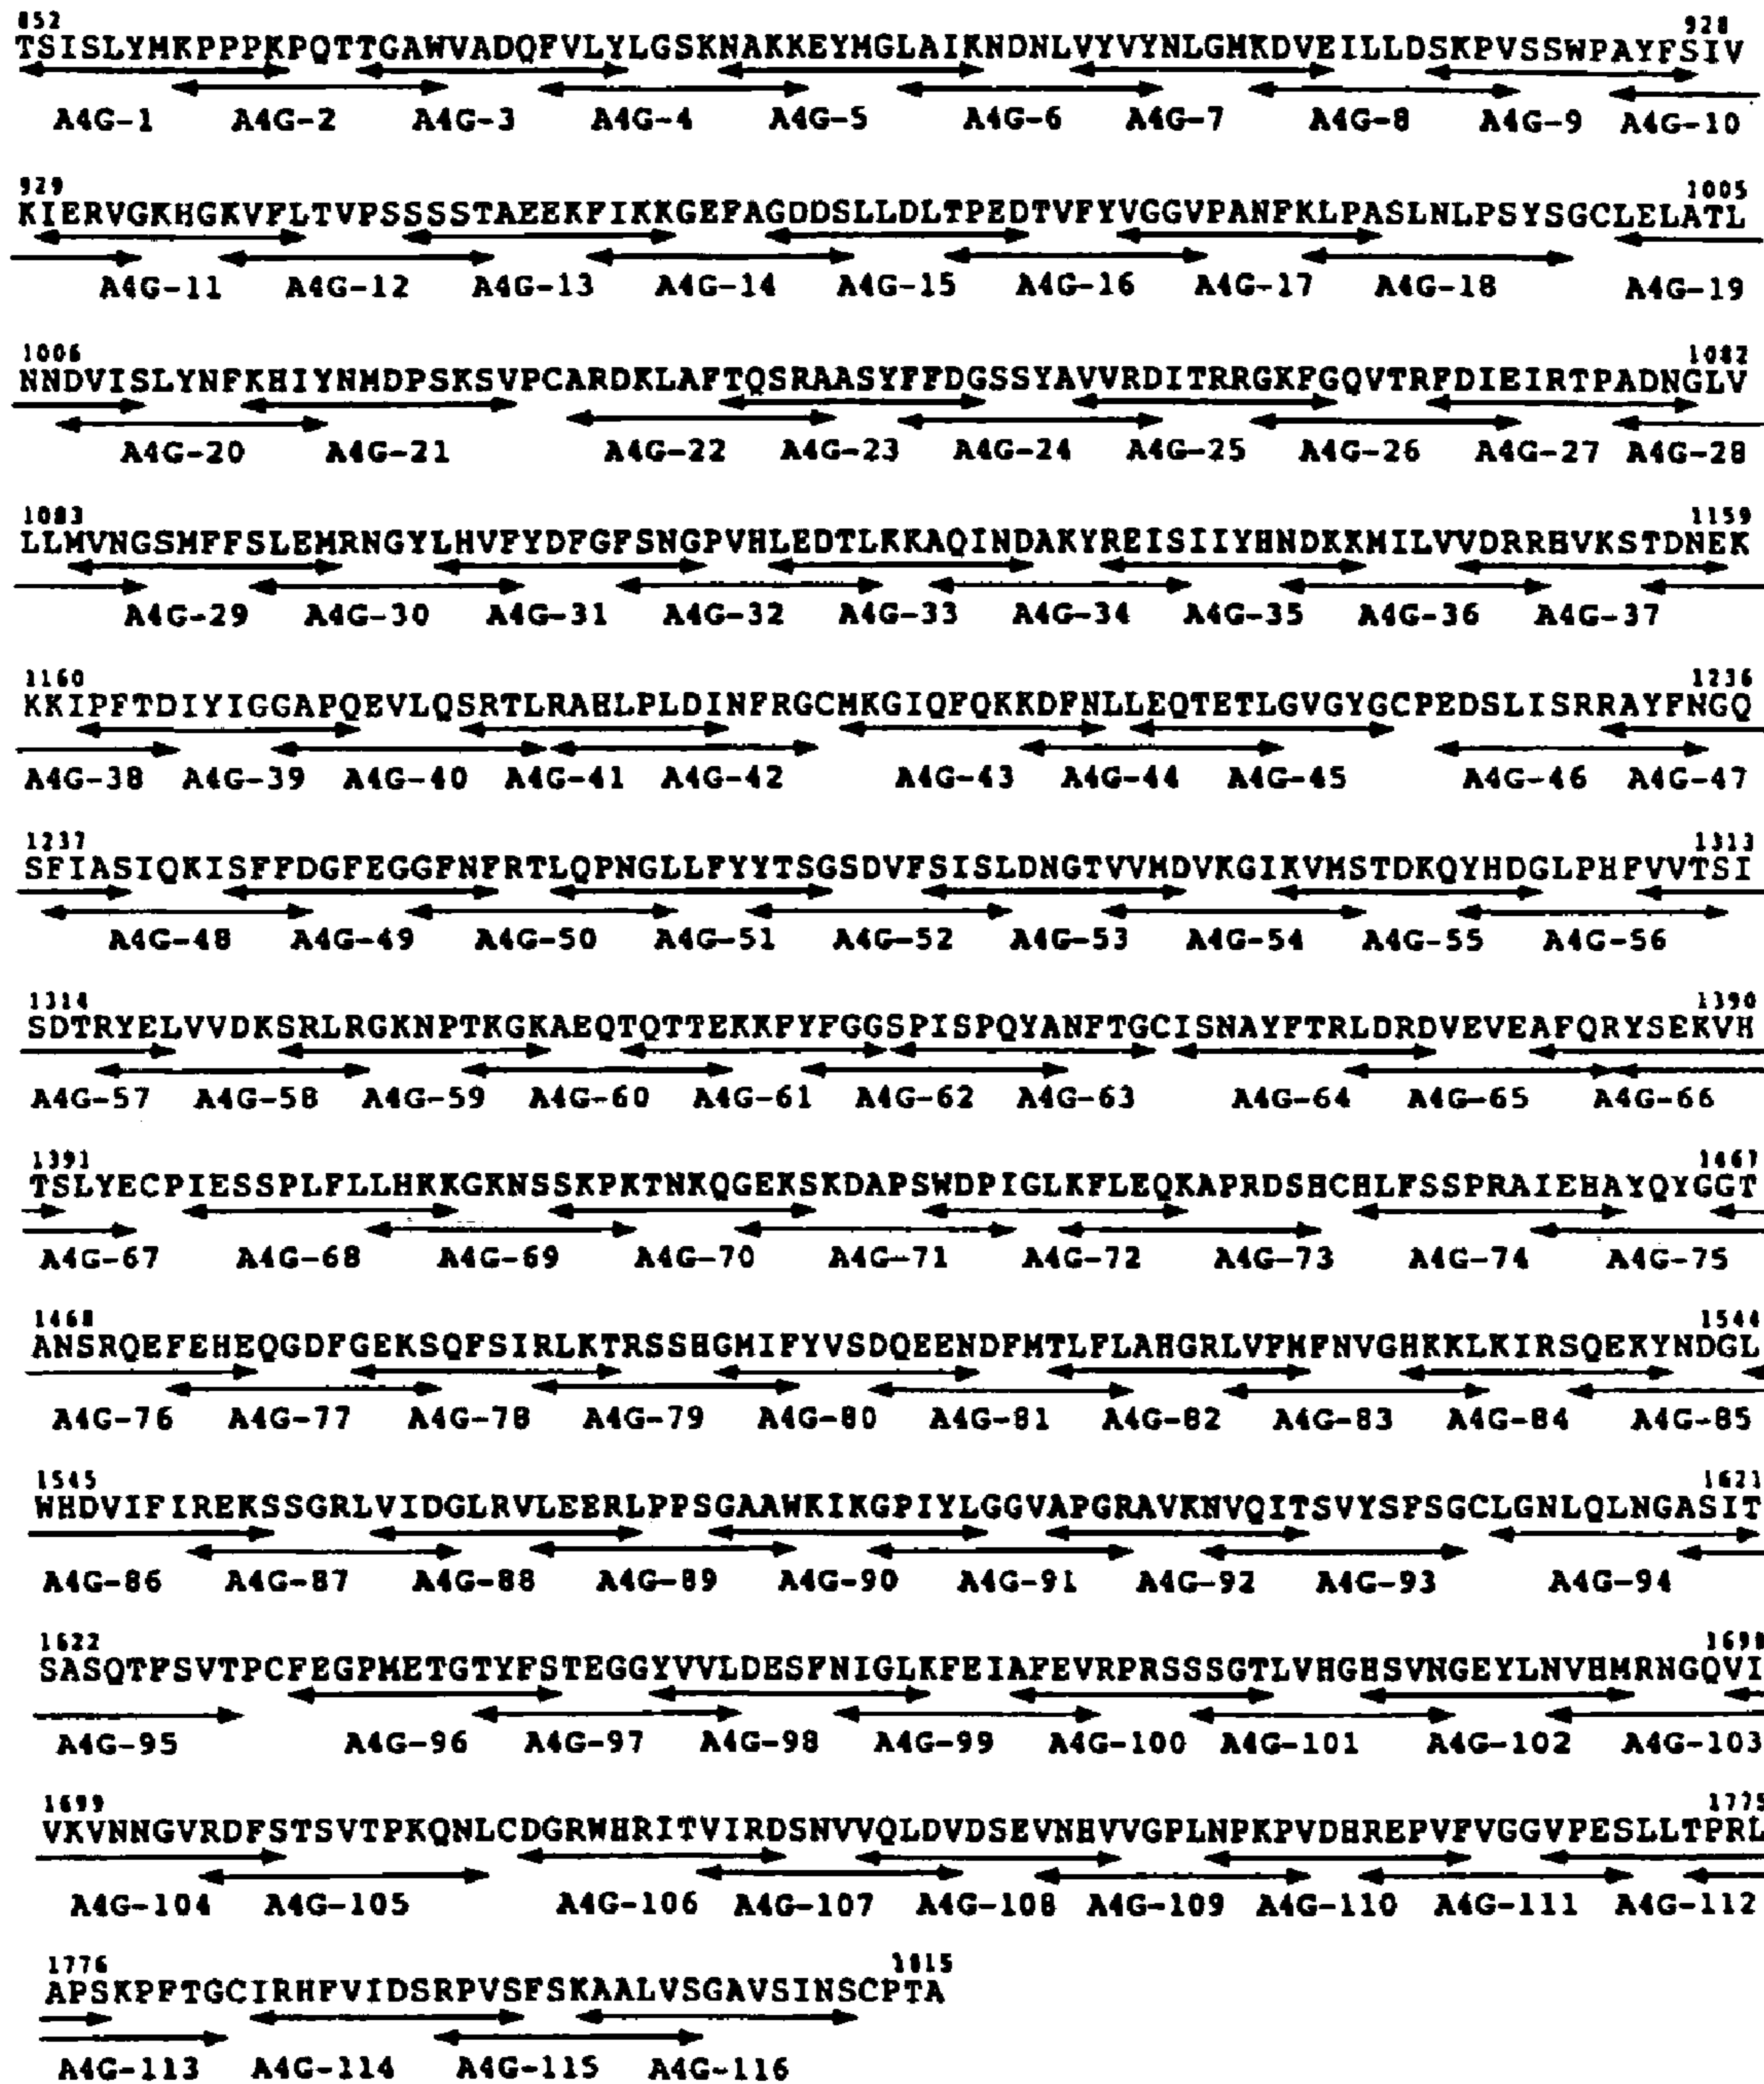 852 928
TSISLYMKPPPKPQTTGAWVADQFVLYLGSKNAKKEYMGLAIKNDNLVYVYNLGMKDVEILLDSKPVSSWPAYFSIV
A4G-1 A4G-2 A4G-3 A4G-4 A4G-5 A4G-6 A4G-7 A4G-8 A4G-9 A4G-10
929 1005
KIERVGKHGKVFLTVPSSSSTAEEKFIKKGEFAGDDSLLDLTPEDTVFYVGGVPANFKLPASLNLPSYSGCLELATL
A4G-11 A4G-12 A4G-13 A4G-14 A4G-15 A4G-16 A4G-17 A4G-18 A4G-19
1006 1082
NNDVISLYNFKHIYNMDPSKSVPCARDKLAFTQSRAASYFFDGSSYAVVRDITRRGKFGQVTRFDIEIRTPADNGLV
A4G-20 A4G-21 A4G-22 A4G-23 A4G-24 A4G-25 A4G-26 A4G-27 A4G-28
1083 1159
LLMVNGSMFFSLEMRNGYLHVFYDFGFSNGPVHLEDTLKKAQINDAKYREISIIYHNDKKMILVVDRRHVKSTDNEK
A4G-29 A4G-30 A4G-31 A4G-32 A4G-33 A4G-34 A4G-35 A4G-36 A4G-37
1160 1236
KKIPFTDIYIGGAPQEVLQSRTLRAHLPLDINFRGCMKGIQFQKKDFNLLEQTETLGVGYGCPEDSLISRRAYFNGQ
A4G-38 A4G-39 A4G-40 A4G-41 A4G-42 A4G-43 A4G-44 A4G-45 A4G-46 A4G-47
1237 1313
SFIASIQKISFFDGFEGGFNFRTLQPNGLLFYYTSGSDVFSISLDNGTVVMDVKGIKVMSTDKQYHDGLPHFVVTSI
A4G-48 A4G-49 A4G-50 A4G-51 A4G-52 A4G-53 A4G-54 A4G-55 A4G-56
1314 1390
SDTRYELVVDKSRLRGKNPTKGKAEQTQTTEKKFYFGGSPISPQYANFTGCISNAYFTRLDRDVEVEAFQRYSEKVH
A4G-57 A4G-58 A4G-59 A4G-60 A4G-61 A4G-62 A4G-63 A4G-64 A4G-65 A4G-66
1391 1467
TSLYECPIESSPLFLLHKKGKNSSKPKTNKQGEKSKDAPSWDPIGLKFLEQKAPRDSHCHLFSSPRAIEHAYQYGGT
A4G-67 A4G-68 A4G-69 A4G-70 A4G-71 A4G-72 A4G-73 A4G-74 A4G-75
1468 1544
ANSRQEFEHEQGDFGEKSQFSIRLKTRSSHGMIFYVSDQEENDFMTLFLAHGRLVFMFNVGHKKLKIRSQEKYNDGL
A4G-76 A4G-77 A4G-78 A4G-79 A4G-80 A4G-81 A4G-82 A4G-83 A4G-84 A4G-85
1545 1621
WHDVIFIREKSSGRLVIDGLRVLEERLPPSGAAWKIKGPIYLGGVAPGRAVKNVQITSVYSFSGCLGNLQLNGASIT
A4G-86 A4G-87 A4G-88 A4G-89 A4G-90 A4G-91 A4G-92 A4G-93 A4G-94
1622 1698
SASQTFSVTPCFEGPMETGTYFSTEGGYVVLDESFNIGLKFEIAFEVRPRSSSGTLVHGHSVNGEYLNVHMRNGQVI
A4G-95 A4G-96 A4G-97 A4G-98 A4G-99 A4G-100 A4G-101 A4G-102 A4G-103
1699 1775
VKVNNGVRDFSTSVTPKQNLCDGRWHRITVIRDSNVVQLDVDSEVNHVVGPLNPKPVDHREPVFVGGVPESLLTPRL
A4G-104 A4G-105 A4G-106 A4G-107 A4G-108 A4G-109 A4G-110 A4G-111 A4G-112
1776 1815
APSKPFTGCIRHFVIDSRPVSFSKAALVSGAVSINSCPTA
A4G-113 A4G-114 A4G-115 A4G-116